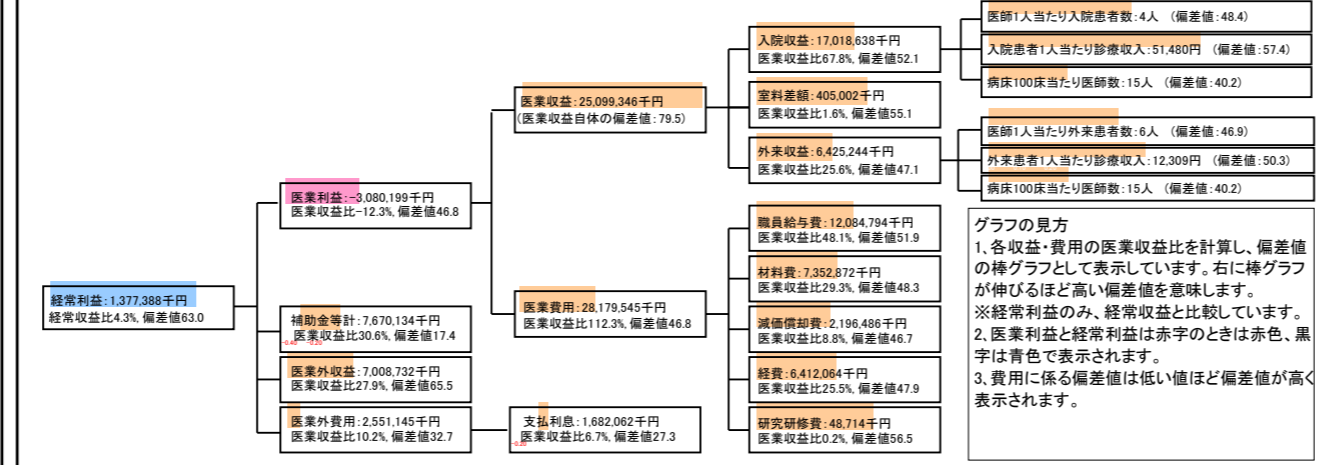 経常利益:1,377,388千円
経常収益比4.3%, 偏差値63.0
医業利益:-3,080,199千円
医業収益比-12.3%, 偏差値46.8
補助金等計:7,670,134千円
医業収益比30.6%, 偏差値17.4
-0.40 -0.20
医業外収益:7,008,732千円
医業収益比27.9%, 偏差値65.5
医業外費用:2,551,145千円
医業収益比10.2%, 偏差値32.7
医業収益:25,099,346千円
(医業収益自体の偏差値:79.5)
医業費用:28,179,545千円
医業収益比112.3%, 偏差値46.8
支払利息:1,682,062千円
医業収益比6.7%, 偏差値27.3
-0.20
入院収益:17,018,638千円
医業収益比67.8%, 偏差値52.1
室料差額:405,002千円
医業収益比1.6%, 偏差値55.1
外来収益:6,425,244千円
医業収益比25.6%, 偏差値47.1
職員給与費:12,084,794千円
医業収益比48.1%, 偏差値51.9
材料費:7,352,872千円
医業収益比29.3%, 偏差値48.3
減価償却費:2,196,486千円
医業収益比8.8%, 偏差値46.7
経費:6,412,064千円
医業収益比25.5%, 偏差値47.9
研究研修費:48,714千円
医業収益比0.2%, 偏差値56.5
医師1人当たり入院患者数:4人 (偏差値:48.4)
入院患者1人当たり診療収入:51,480円 (偏差値:57.4)
病床100床当たり医師数:15人 (偏差値:40.2)
医師1人当たり外来患者数:6人 (偏差値:46.9)
外来患者1人当たり診療収入:12,309円 (偏差値:50.3)
病床100床当たり医師数:15人 (偏差値:40.2)
グラフの見方
1、各収益・費用の医業収益比を計算し、偏差値
の棒グラフとして表示しています。右に棒グラフ
が伸びるほど高い偏差値を意味します。
※経常利益のみ、経常収益と比較しています。
2、医業利益と経常利益は赤字のときは赤色、黒
字は青色で表示されます。
3、費用に係る偏差値は低い値ほど偏差値が高く
表示されます。